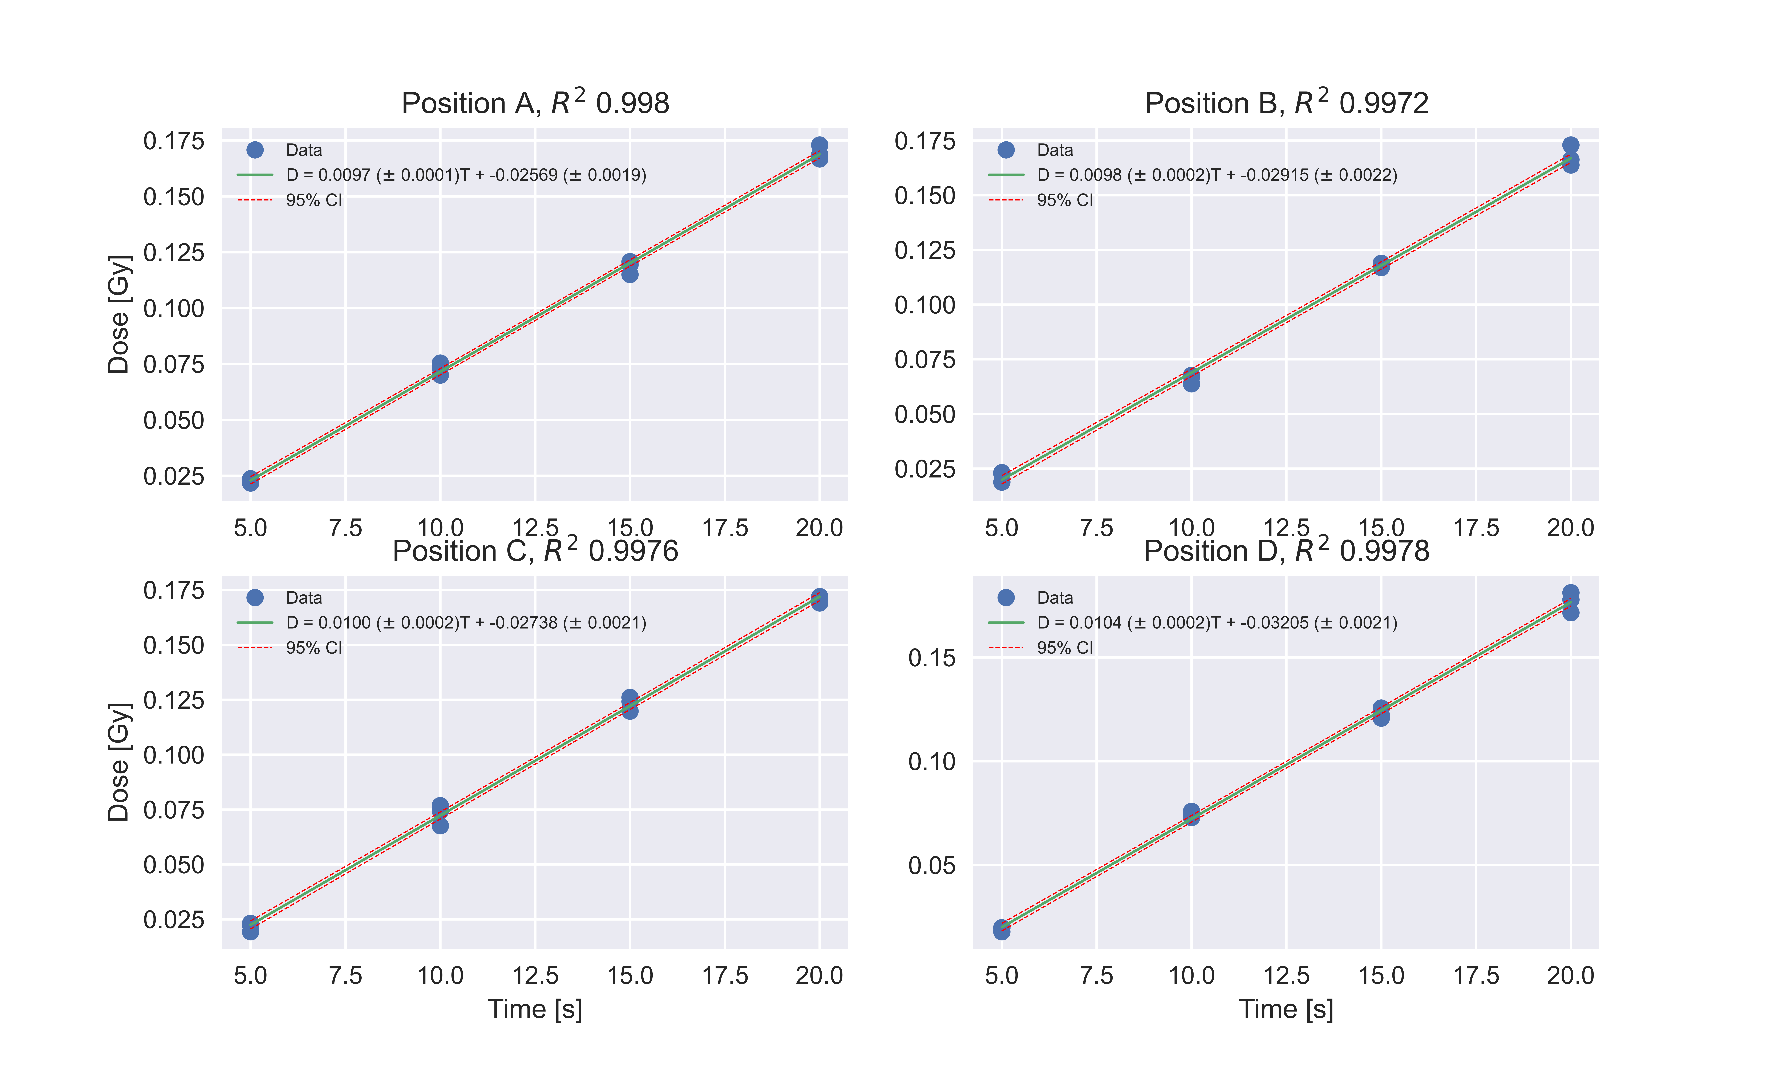 Position A, R² 0.998
Data
D = 0.0097 (± 0.0001)T + -0.02569 (± 0.0019)
95% CI
Dose [Gy]
0.175
0.150
0.125
0.100
0.075
0.050
0.025
5.0 7.5 10.0 12.5 15.0 17.5 20.0
Position B, R² 0.9972
Data
D = 0.0098 (± 0.0002)T + -0.02915 (± 0.0022)
95% CI
0.175
0.150
0.125
0.100
0.075
0.050
0.025
5.0 7.5 10.0 12.5 15.0 17.5 20.0
Position C, R² 0.9976
Data
D = 0.0100 (± 0.0002)T + -0.02738 (± 0.0021)
95% CI
Dose [Gy]
0.175
0.150
0.125
0.100
0.075
0.050
0.025
5.0 7.5 10.0 12.5 15.0 17.5 20.0
Time [s]
Position D, R² 0.9978
Data
D = 0.0104 (± 0.0002)T + -0.03205 (± 0.0021)
95% CI
0.15
0.10
0.05
5.0 7.5 10.0 12.5 15.0 17.5 20.0
Time [s]